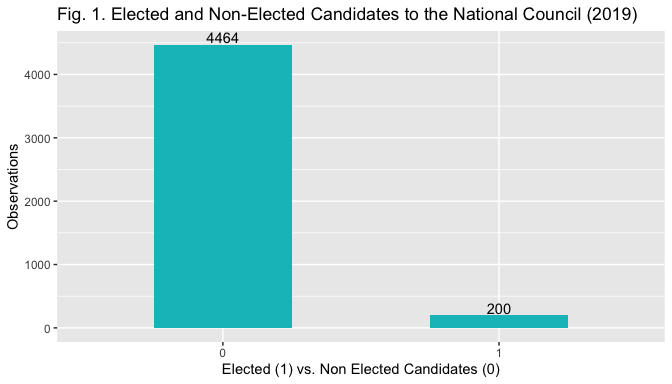 Fig. 1. Elected and Non-Elected Candidates to the National Council (2019)
4464
4000
3000
Observations
2000
1000
200
0
0 1
Elected (1) vs. Non Elected Candidates (0)